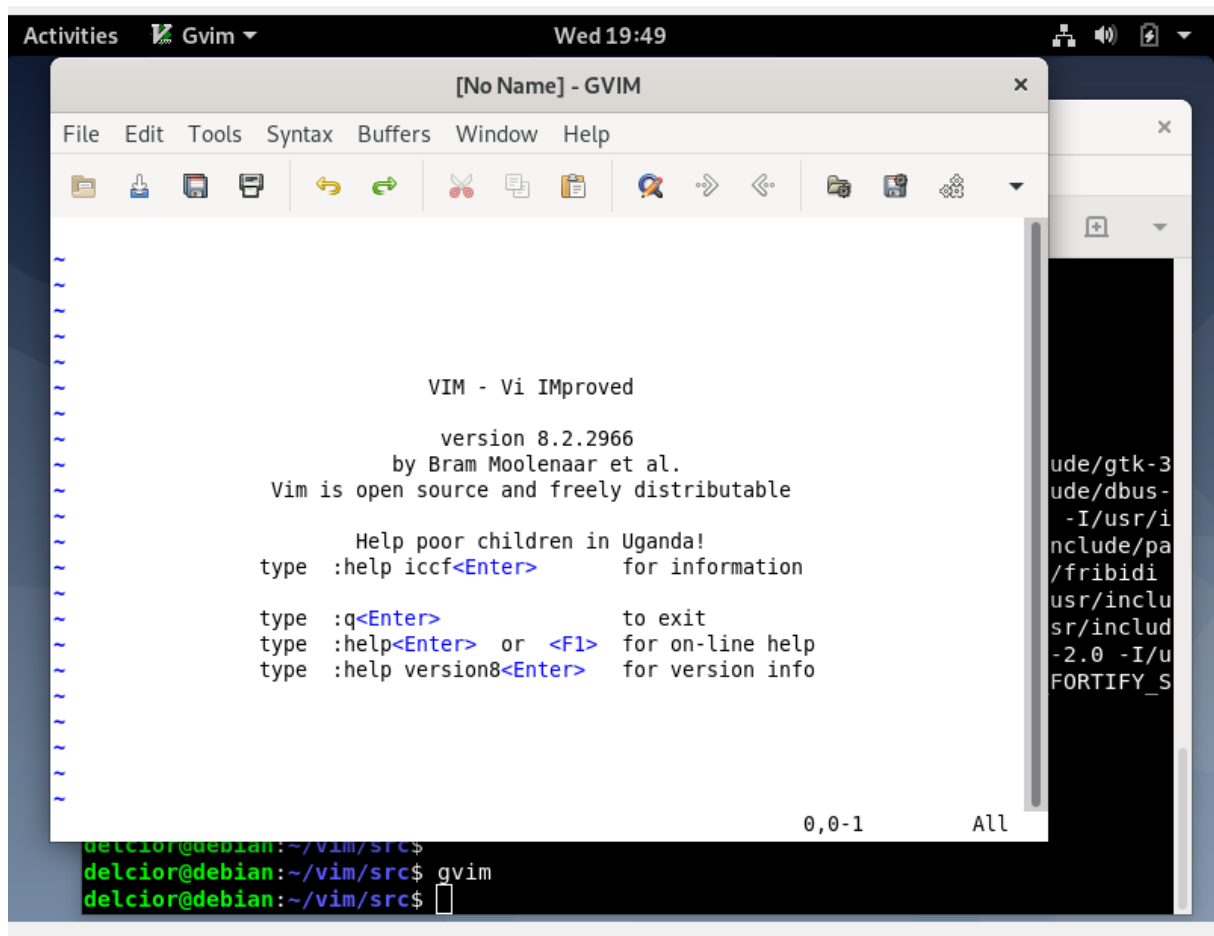 Activities Gvim Wed 19:49
[No Name] - GVIM
File Edit Tools Syntax Buffers Window Help
~
~
~
~
~
~ VIM - Vi IMproved
~
~ version 8.2.2966
~ by Bram Moolenaar et al.
~ Vim is open source and freely distributable
~
~ Help poor children in Uganda!
~ type :help iccf<Enter> for information
~
~ type :q<Enter> to exit
~ type :help<Enter> or <F1> for on-line help
~ type :help version8<Enter> for version info
~
~
~
~
~
0,0-1 All
ude/gtk-3
ude/dbus-
-I/usr/i
nclude/pa
/fribidi
usr/inclu
sr/includ
-2.0 -I/u
FORTIFY_S
delcior@debian:~/vim/src$
delcior@debian:~/vim/src$ gvim
delcior@debian:~/vim/src$